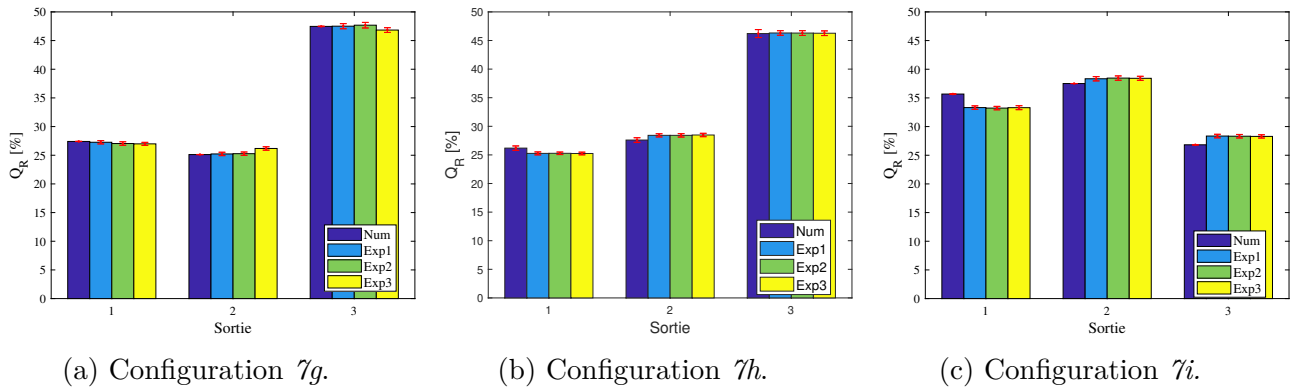 50
45
40
35
30
25
20
15
10
5
0
Q_R [%]
1 2 3
Sortie
Num
Exp1
Exp2
Exp3
50
45
40
35
30
25
20
15
10
5
0
Q_R [%]
1 2 3
Sortie
Num
Exp1
Exp2
Exp3
50
45
40
35
30
25
20
15
10
5
0
Q_R [%]
1 2 3
Sortie
Num
Exp1
Exp2
Exp3
(a) Configuration 7g.
(b) Configuration 7h.
(c) Configuration 7i.